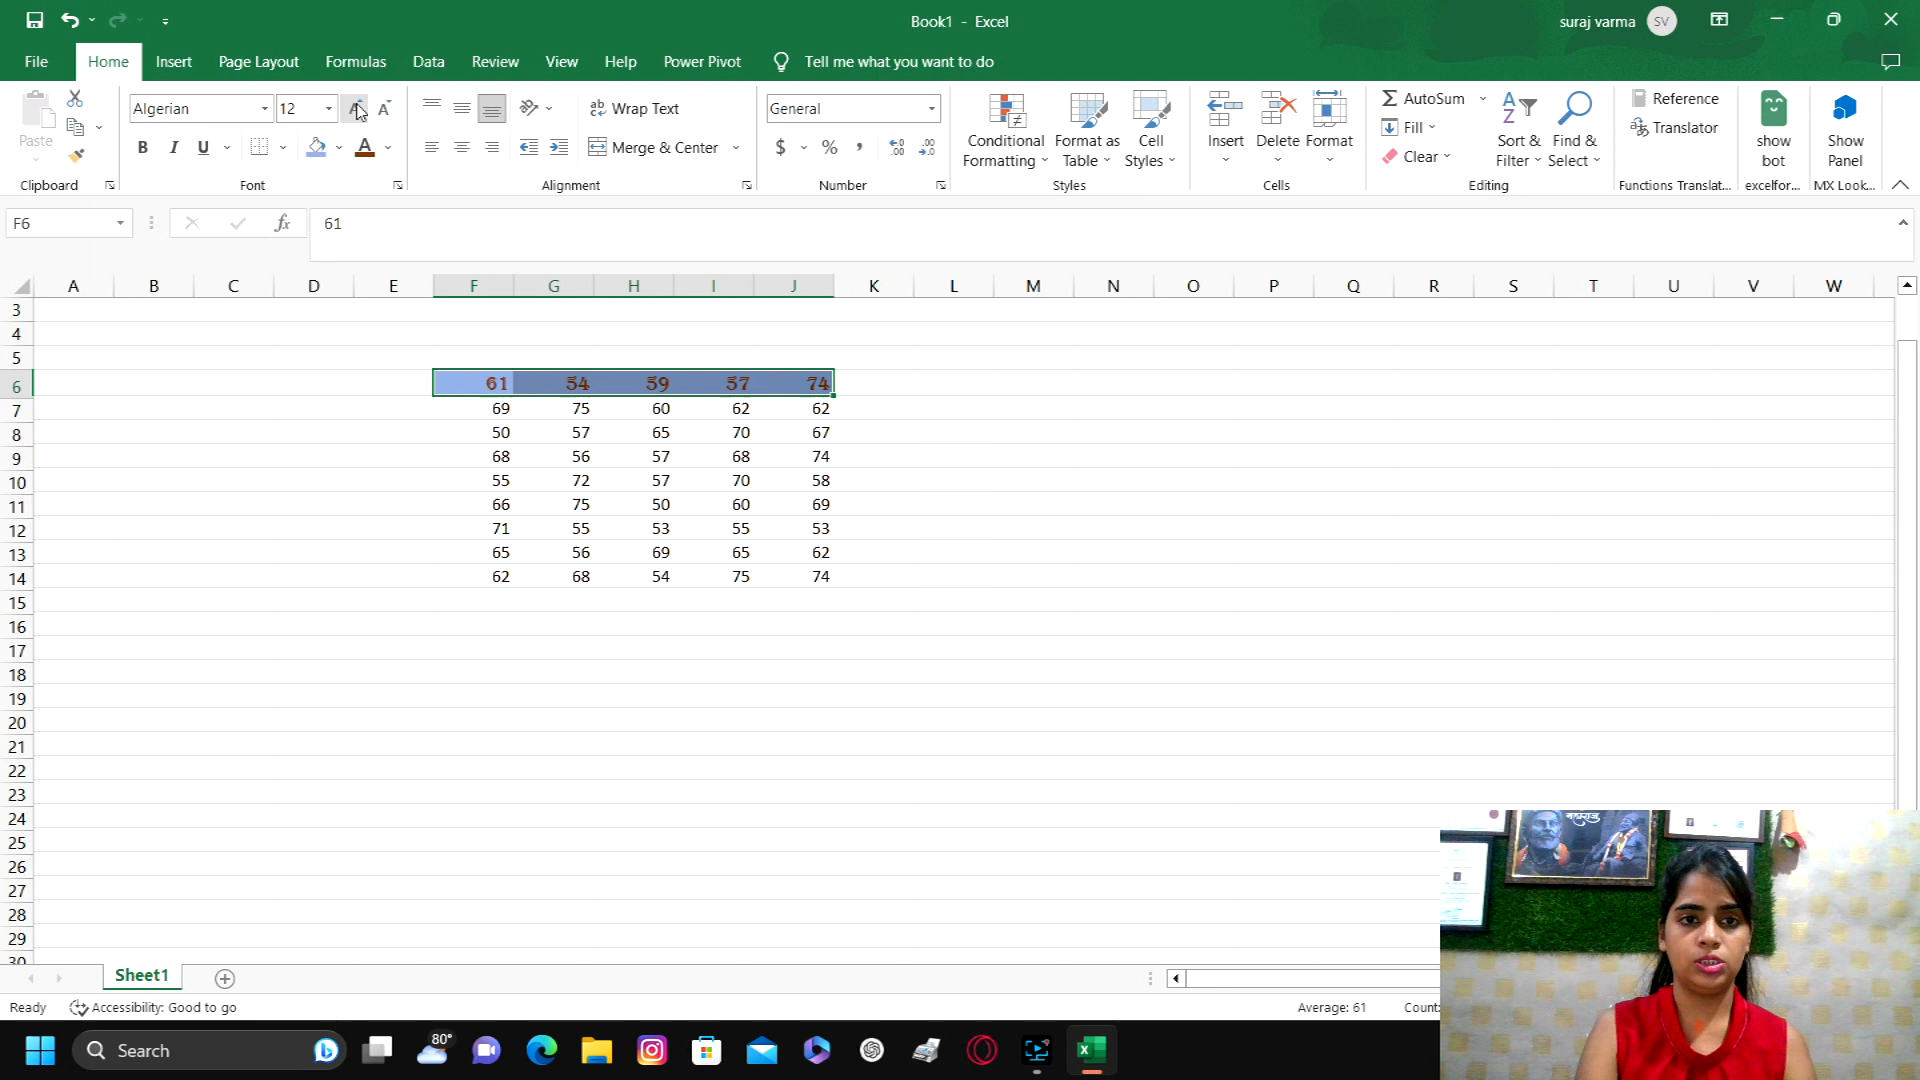 Book1 - Excel
suraj varma SV
File Home Insert Page Layout Formulas Data Review View Help Power Pivot Tell me what you want to do
Algerian 12 Wrap Text General AutoSum Reference
Paste Conditional Format as Cell Insert Delete Format Fill Sort & Find & Translator show Show
B I U Merge & Center $ % Formatting Table Styles Clear Filter Select bot Panel
Clipboard Font Alignment Number Styles Cells Editing Functions Translat... excelfor... MX Look...
F6 fx 61
A B C D E F G H I J K L M N O P Q R S T U V W
3
4
5
6 61 54 59 57 74
7 69 75 60 62 62
8 50 57 65 70 67
9 68 56 57 68 74
10 55 72 57 70 58
11 66 75 50 60 69
12 71 55 53 55 53
13 65 56 69 65 62
14 62 68 54 75 74
15
16
17
18
19
20
21
22
23
24
25
26
27
28
29
30
Sheet1
Ready Accessibility: Good to go Average: 61 Count:
Search 80°